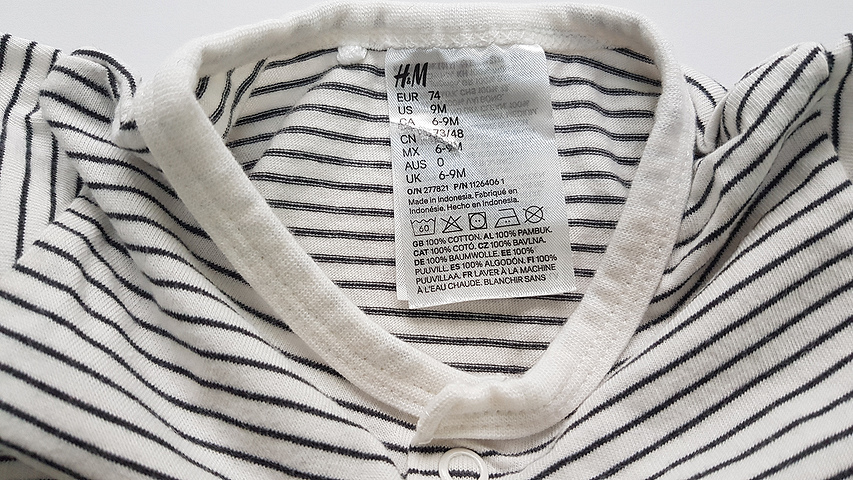 H&M
EUR 74
US 9M
CA 6-9M
CN 73/48
MX 6-9M
AUS 0
UK 6-9M
O/N 277821 P/N 1126406 1
Made in Indonesia. Fabriqué en
Indonésie. Hecho en Indonesia.
60
GB 100% COTTON. AL 100% PAMBUK.
CAT 100% COTÓ. CZ 100% BAVLNA.
DE 100% BAUMWOLLE. EE 100%
PUUVILL. ES 100% ALGODÓN. FI 100%
PUUVILLAA. FR LAVER À LA MACHINE
À L'EAU CHAUDE. BLANCHIR SANS